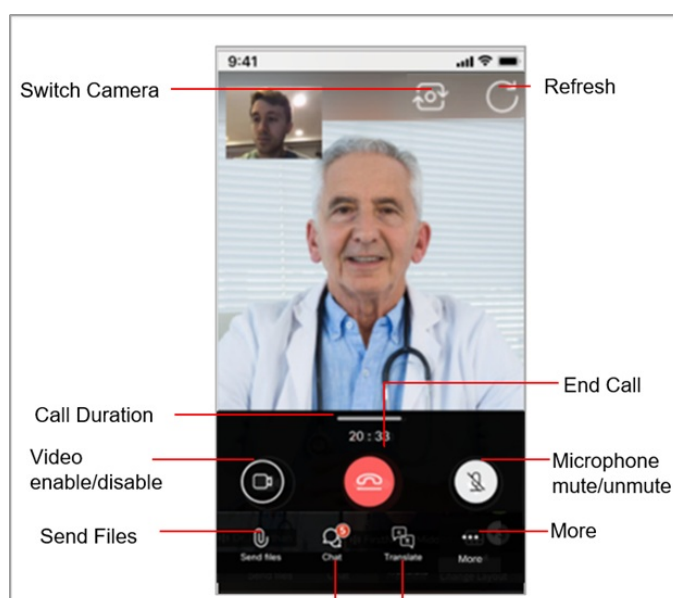 9:41
Switch Camera
Refresh
End Call
Call Duration
20:33
Video
enable/disable
Microphone
mute/unmute
Send Files
More
5
Send files
Chat
Translate
More